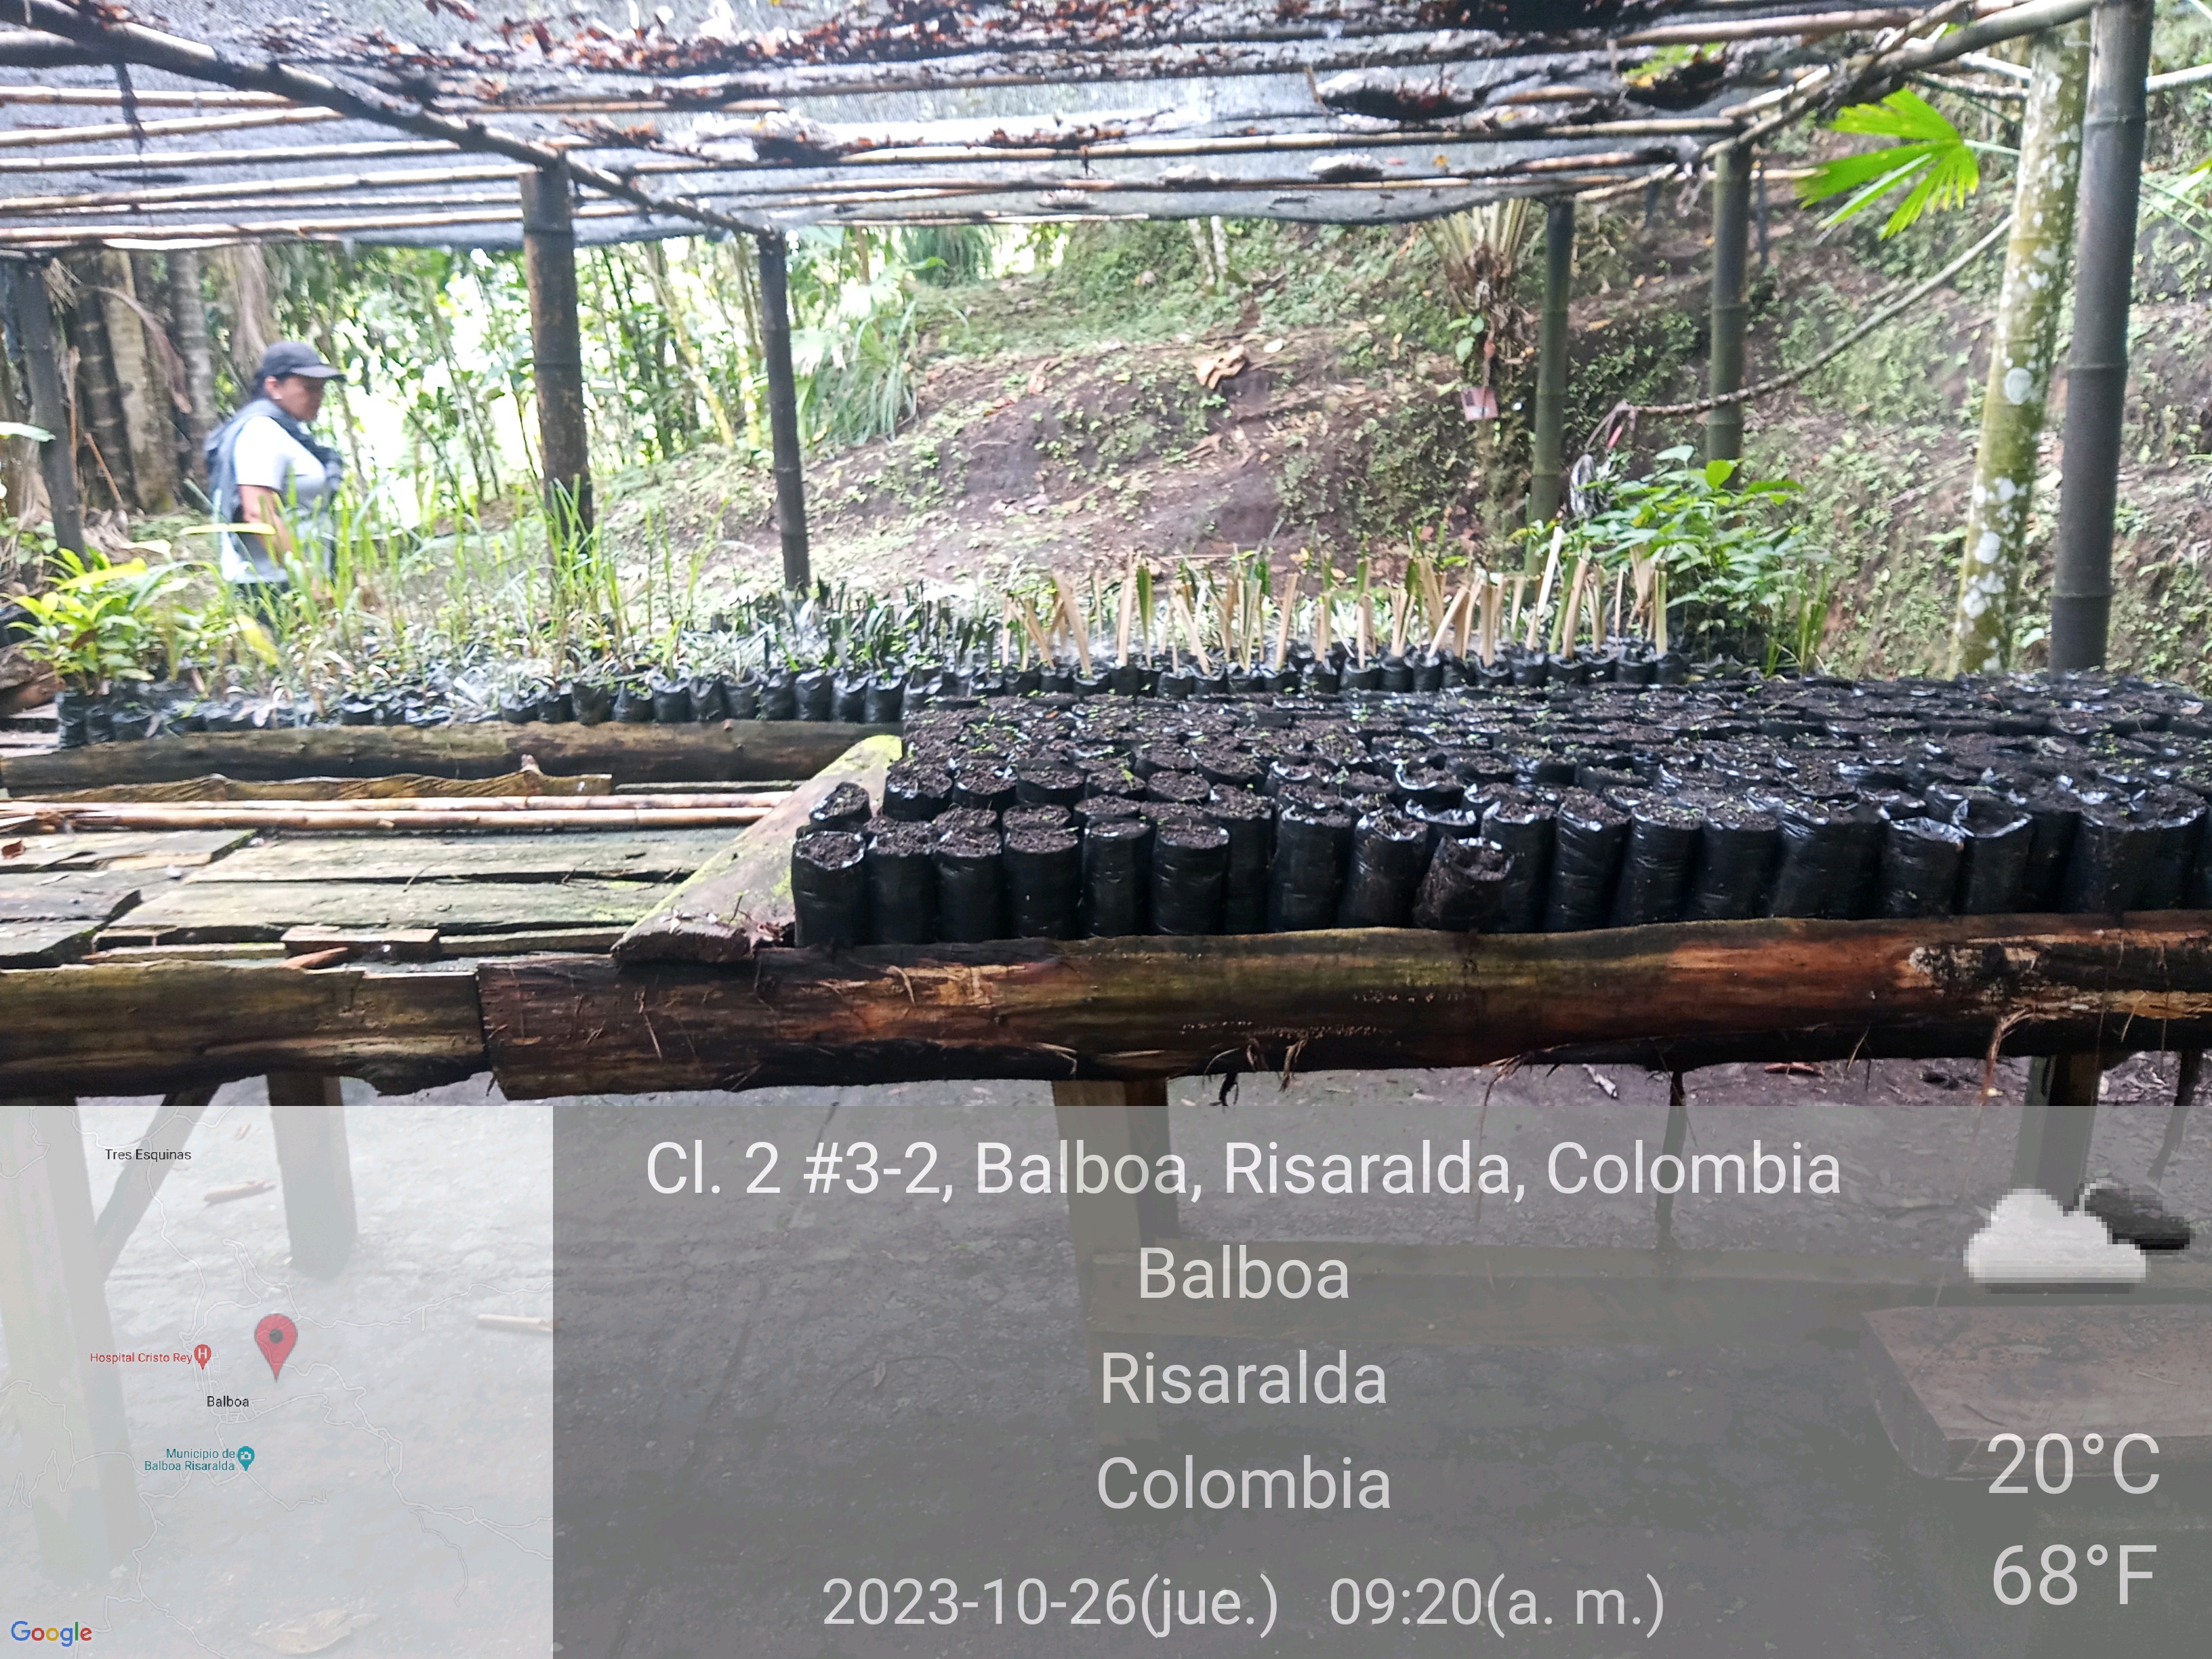 Cl. 2 #3-2, Balboa, Risaralda, Colombia
Balboa
Risaralda
Colombia
2023-10-26(jue.) 09:20(a. m.)
20°C
68°F
Tres Esquinas
Hospital Cristo Rey
H
Balboa
Municipio de
Balboa Risaralda
Google